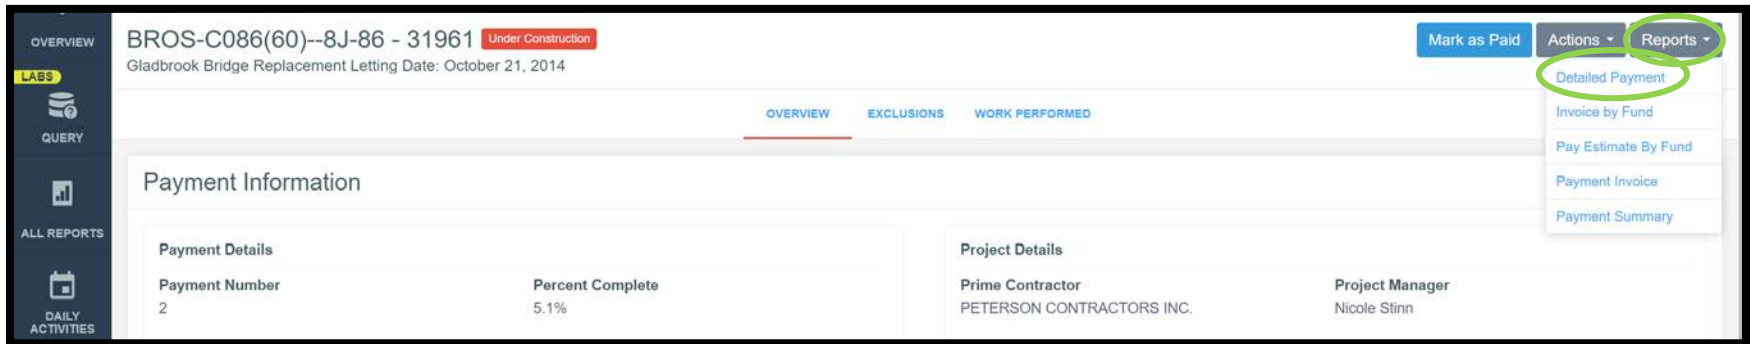 OVERVIEW
LABS
QUERY
ALL REPORTS
DAILY
ACTIVITIES
BROS-C086(60)--8J-86 - 31961 Under Construction
Gladbrook Bridge Replacement Letting Date: October 21, 2014
Mark as Paid Actions Reports
Detailed Payment
Invoice by Fund
Pay Estimate By Fund
Payment Invoice
Payment Summary
OVERVIEW EXCLUSIONS WORK PERFORMED
Payment Information
Payment Details
Payment Number Percent Complete
2 5.1%
Project Details
Prime Contractor Project Manager
PETERSON CONTRACTORS INC. Nicole Stinn